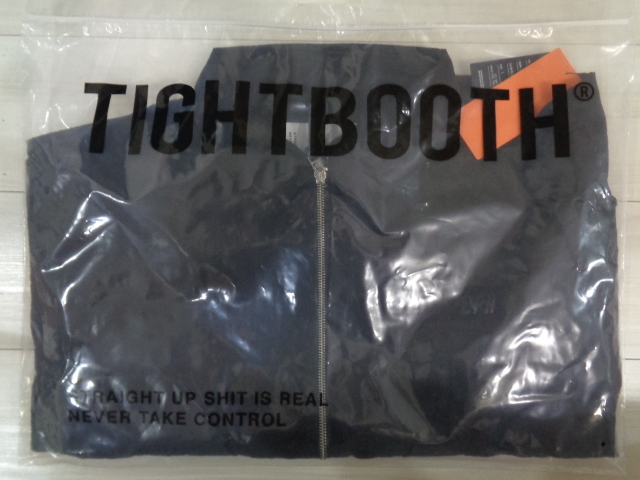 TIGHTBOOTH®
STRAIGHT UP SHIT IS REAL
NEVER TAKE CONTROL